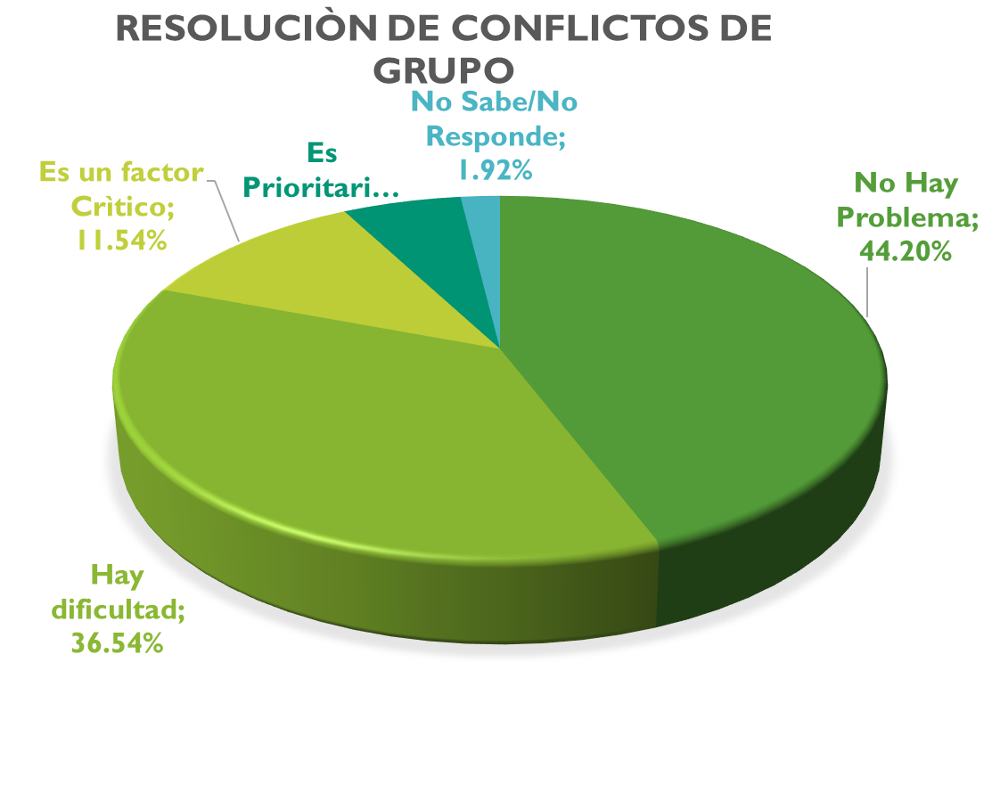 RESOLUCIÒN DE CONFLICTOS DE
GRUPO
No Sabe/No
Responde;
1.92%
Es
Prioritari…
Es un factor
Crìtico;
11.54%
No Hay
Problema;
44.20%
Hay
dificultad;
36.54%